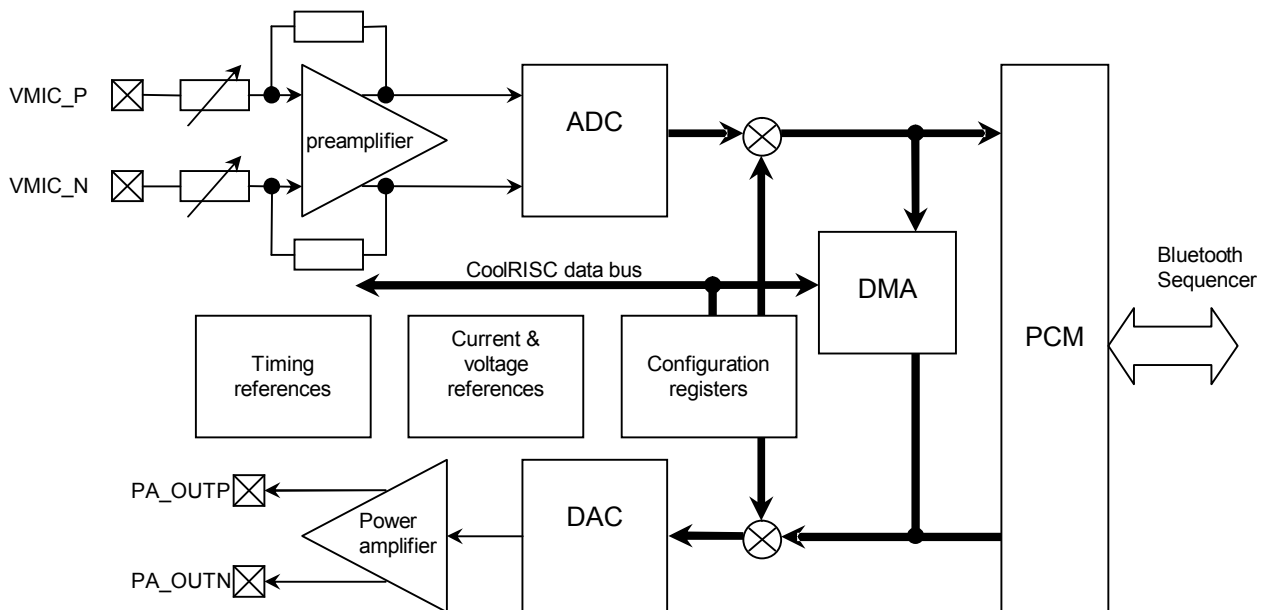 VMIC_P
VMIC_N
preamplifier
ADC
CoolRISC data bus
DMA
PCM
Bluetooth
Sequencer
Timing
references
Current &
voltage
references
Configuration
registers
PA_OUTP
PA_OUTN
Power
amplifier
DAC